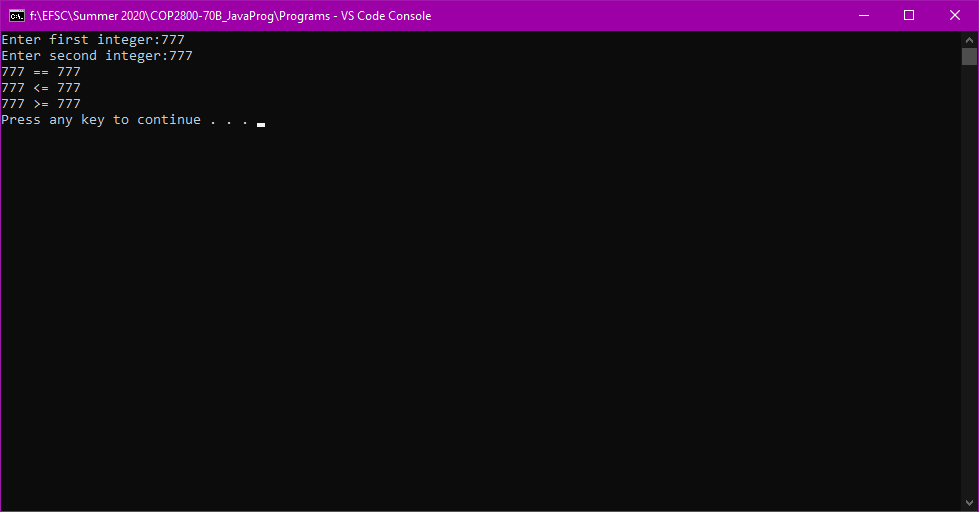 f:\EFSC\Summer 2020\COP2800-70B_JavaProg\Programs - VS Code Console
Enter first integer:777
Enter second integer:777
777 == 777
777 <= 777
777 >= 777
Press any key to continue . . .